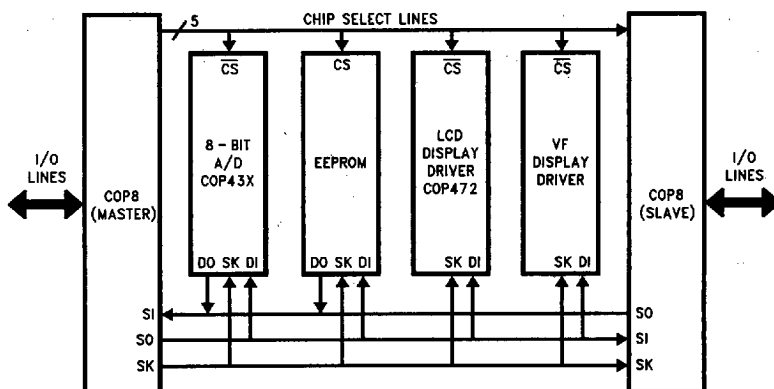 5
CHIP SELECT LINES
CS
CS
CS
CS
I/O
LINES
COP8
(MASTER)
8-BIT
A/D
COP43X
EEPROM
LCD
DISPLAY
DRIVER
COP472
VF
DISPLAY
DRIVER
COP8
(SLAVE)
I/O
LINES
DO SK DI
DO SK DI
SK DI
SK DI
SI
SO
SO
SI
SK
SK